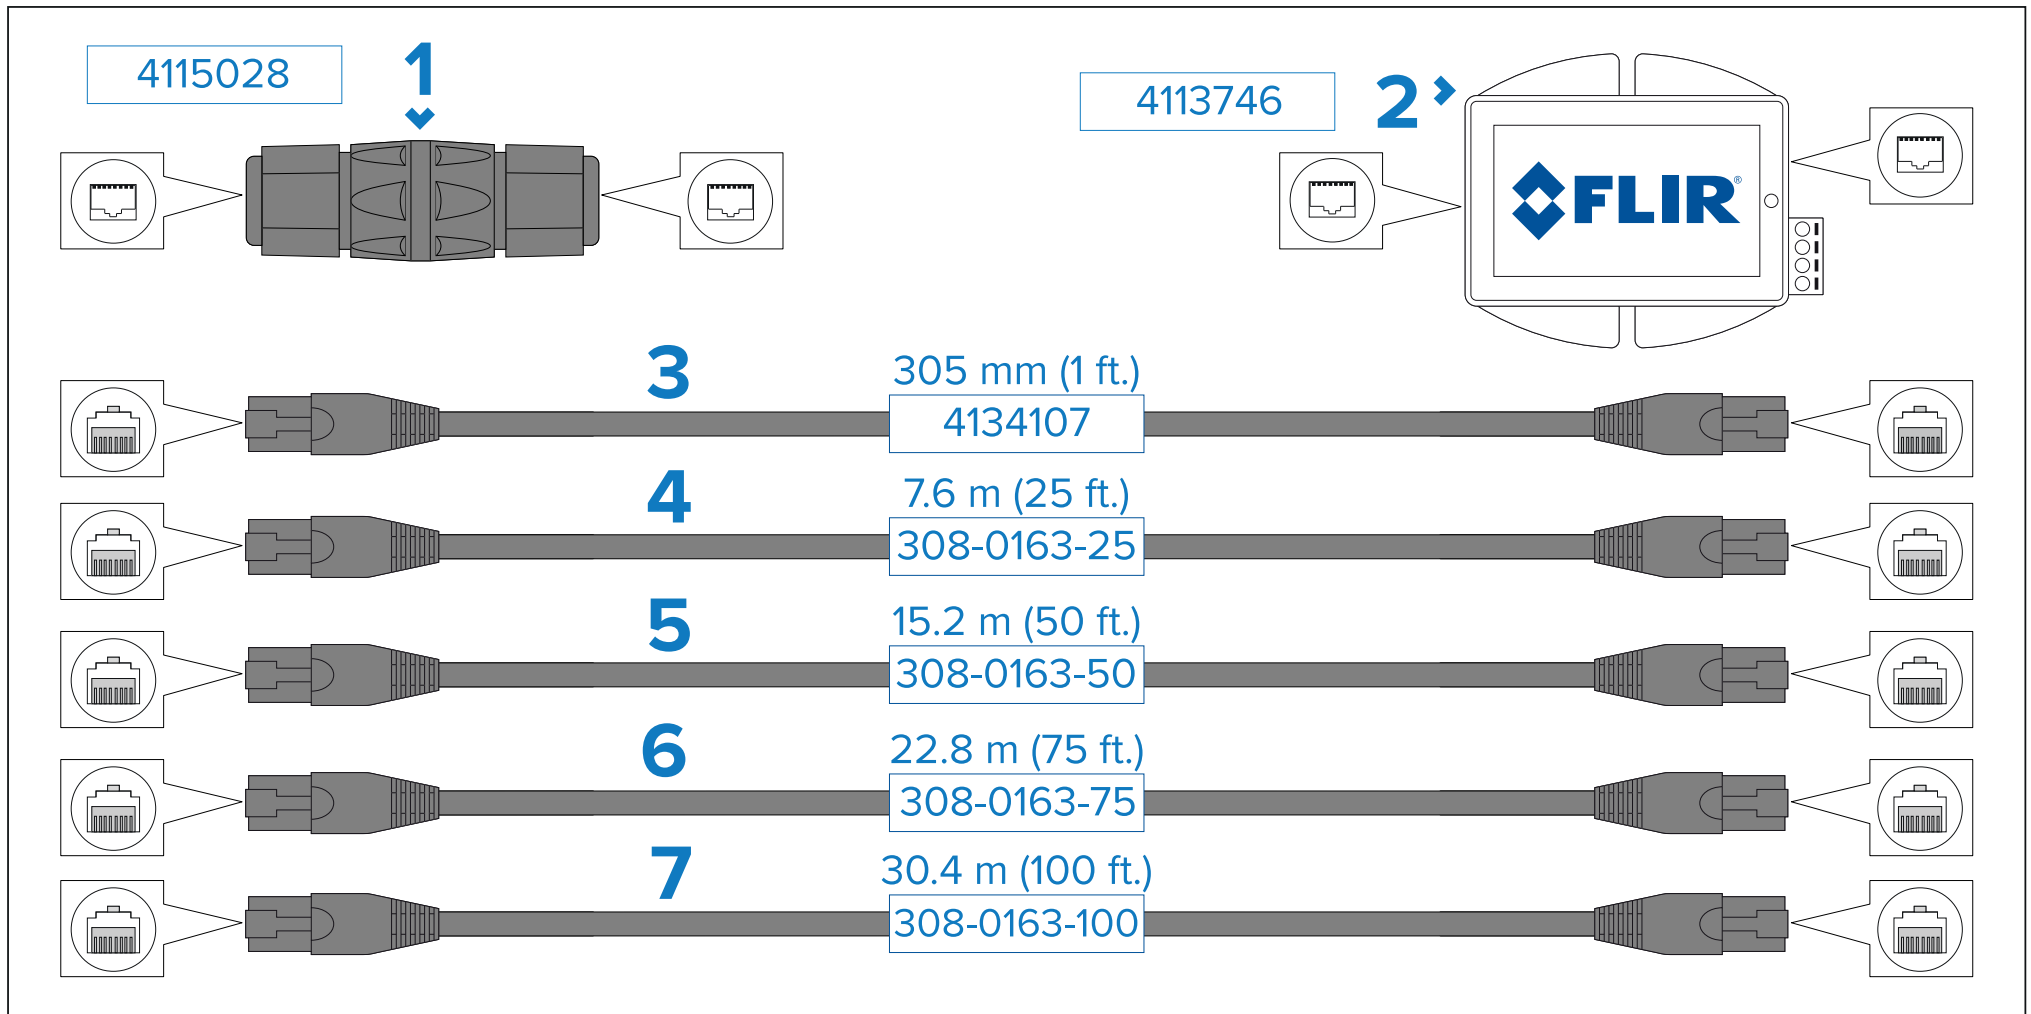 4115028
1
4113746
2
FLIR®
3
305 mm (1 ft.)
4134107
4
7.6 m (25 ft.)
308-0163-25
5
15.2 m (50 ft.)
308-0163-50
6
22.8 m (75 ft.)
308-0163-75
7
30.4 m (100 ft.)
308-0163-100